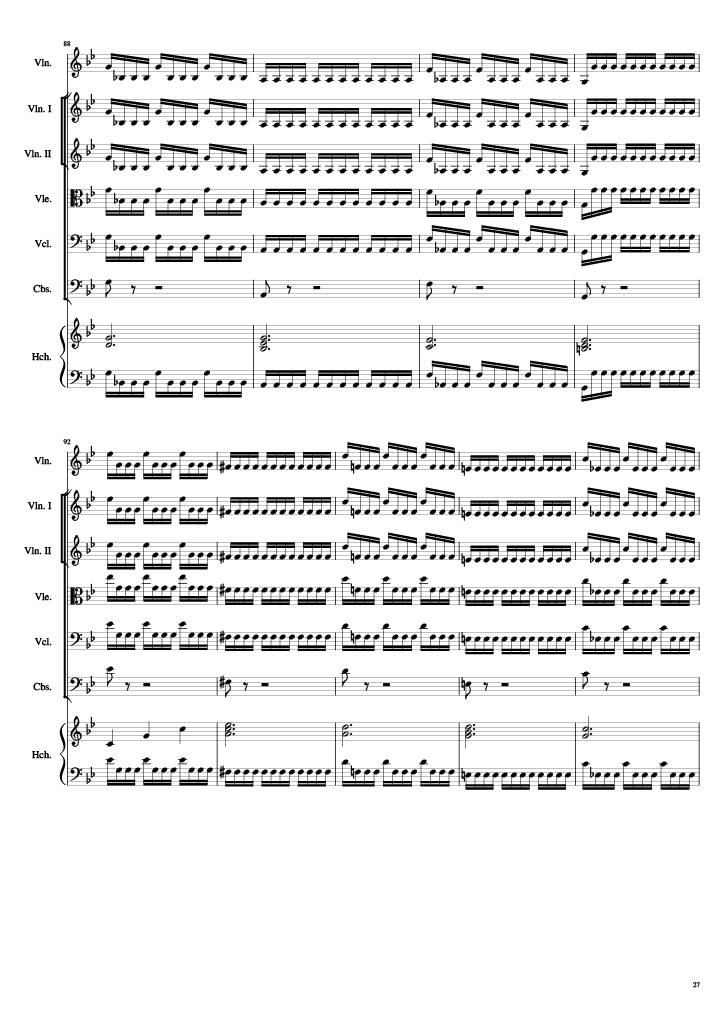 88
Vln.
Vln. I
Vln. II
Vle.
Vcl.
Cbs.
Hch.
92
Vln.
Vln. I
Vln. II
Vle.
Vcl.
Cbs.
Hch.
27